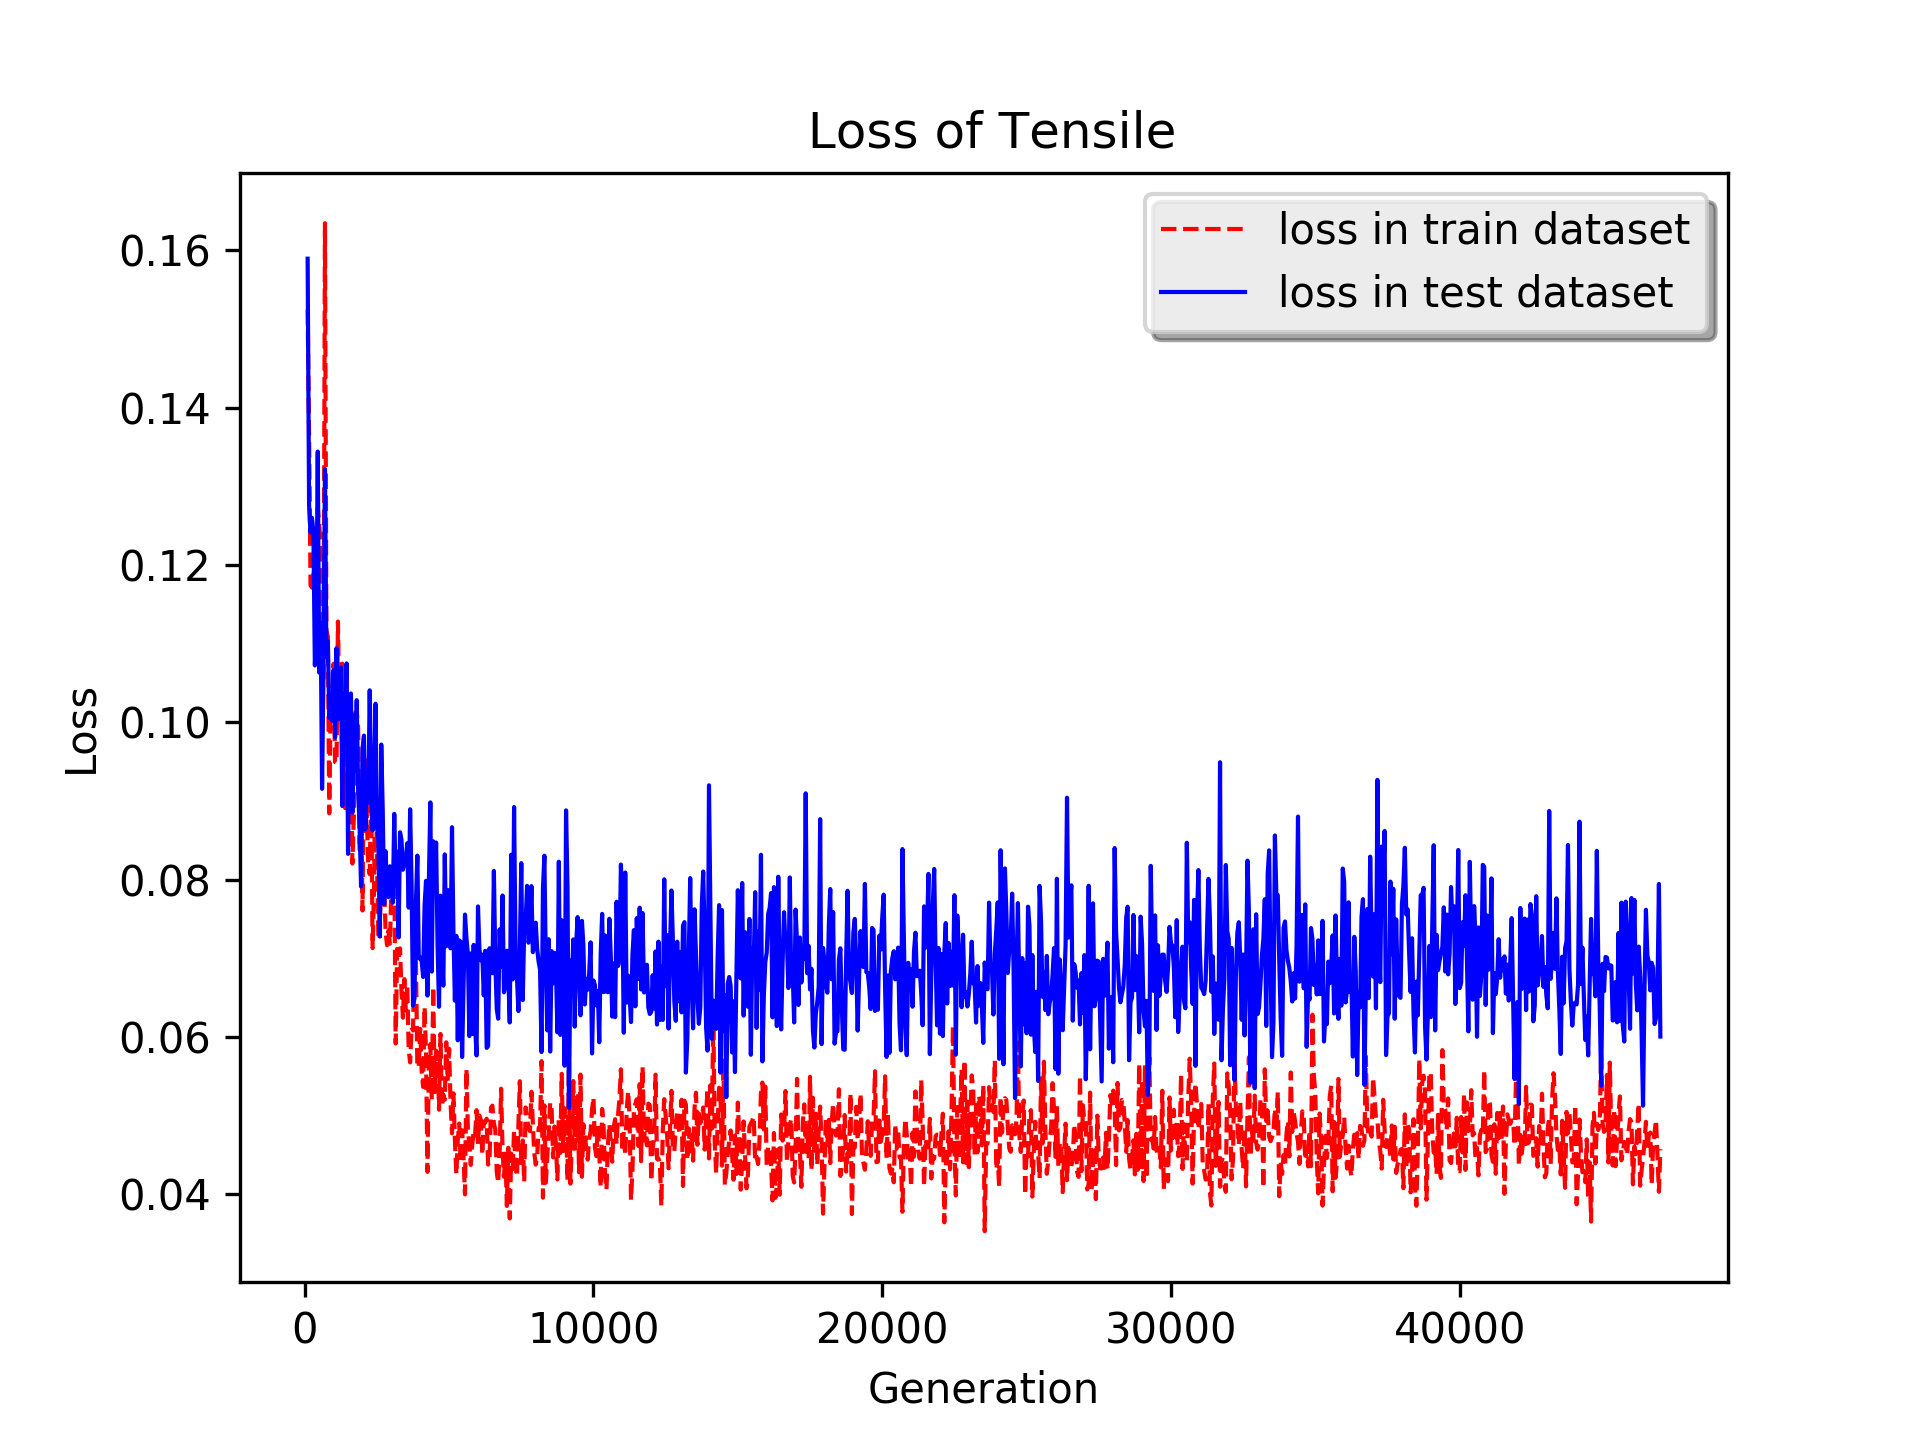 Loss of Tensile
loss in train dataset
loss in test dataset
0.16
0.14
0.12
0.10
0.08
0.06
0.04
Loss
0 10000 20000 30000 40000
Generation